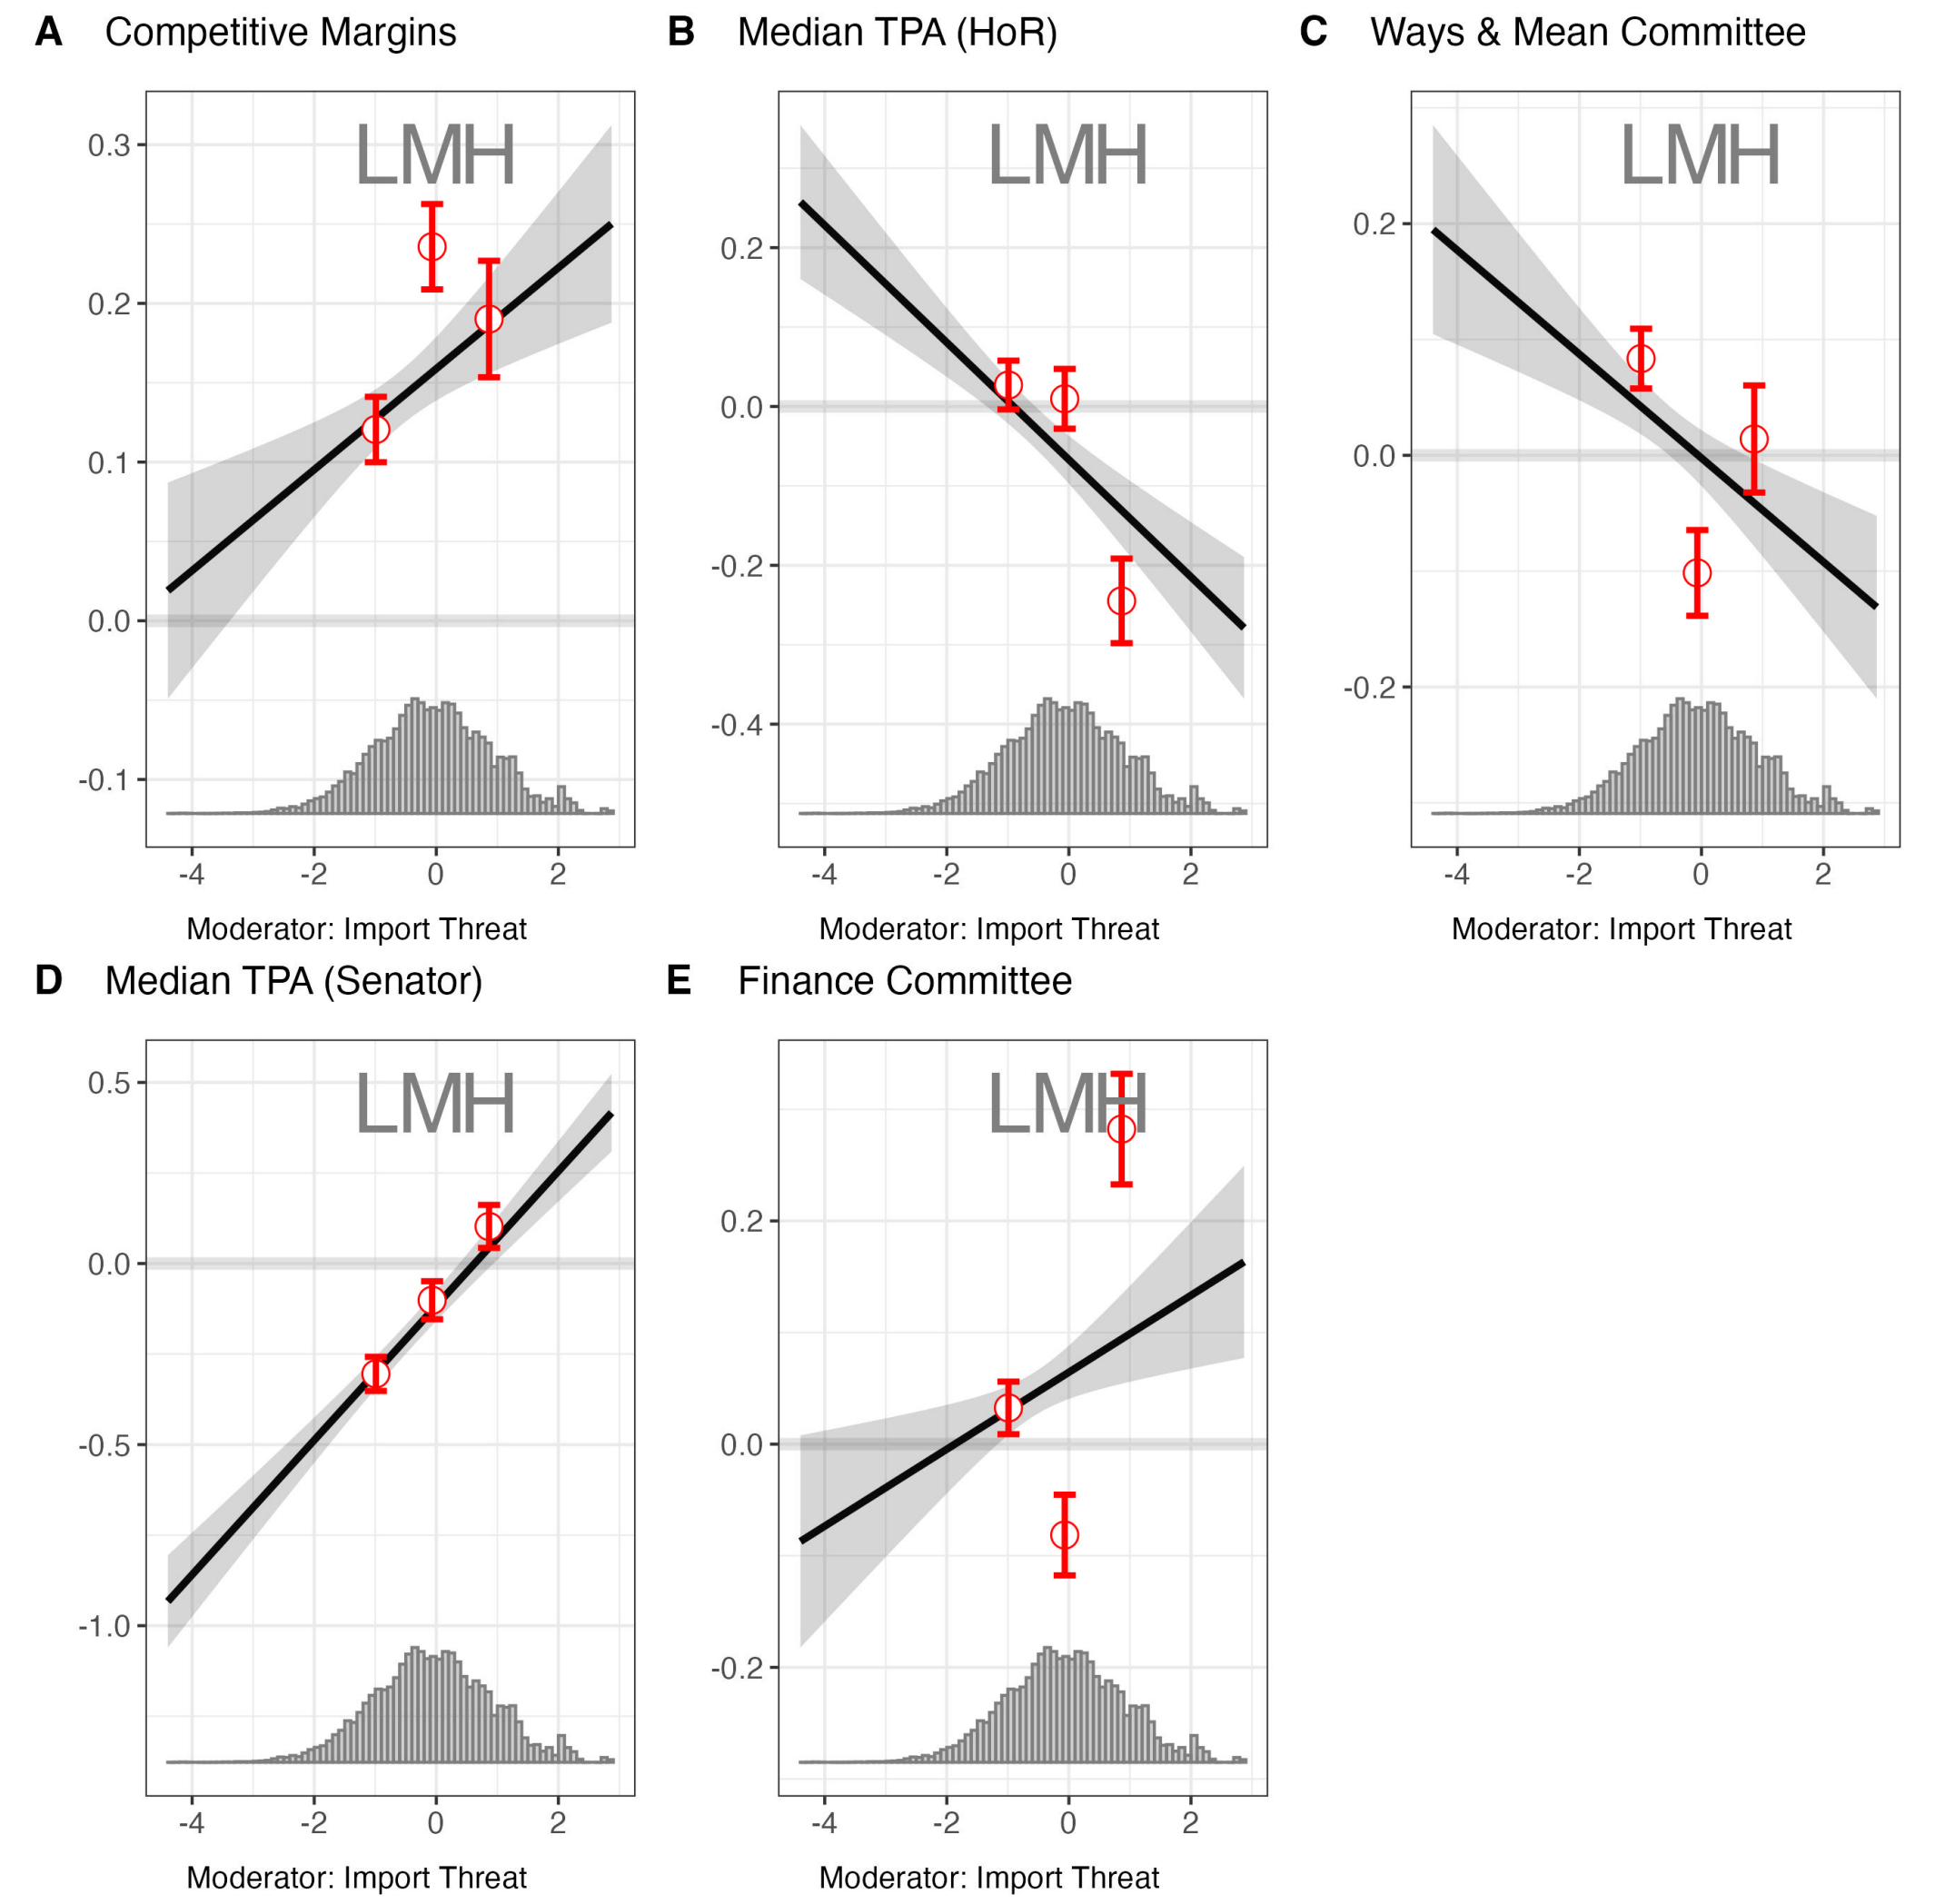 A Competitive Margins
B Median TPA (HoR)
C Ways & Mean Committee
LMH
0.3
0.2
0.1
0.0
-0.1
-4 -2 0 2
Moderator: Import Threat
LMH
0.2
0.0
-0.2
-0.4
-4 -2 0 2
Moderator: Import Threat
LMH
0.2
0.0
-0.2
-4 -2 0 2
Moderator: Import Threat
D Median TPA (Senator)
E Finance Committee
LMH
0.5
0.0
-0.5
-1.0
-4 -2 0 2
Moderator: Import Threat
LMH
0.2
0.0
-0.2
-4 -2 0 2
Moderator: Import Threat